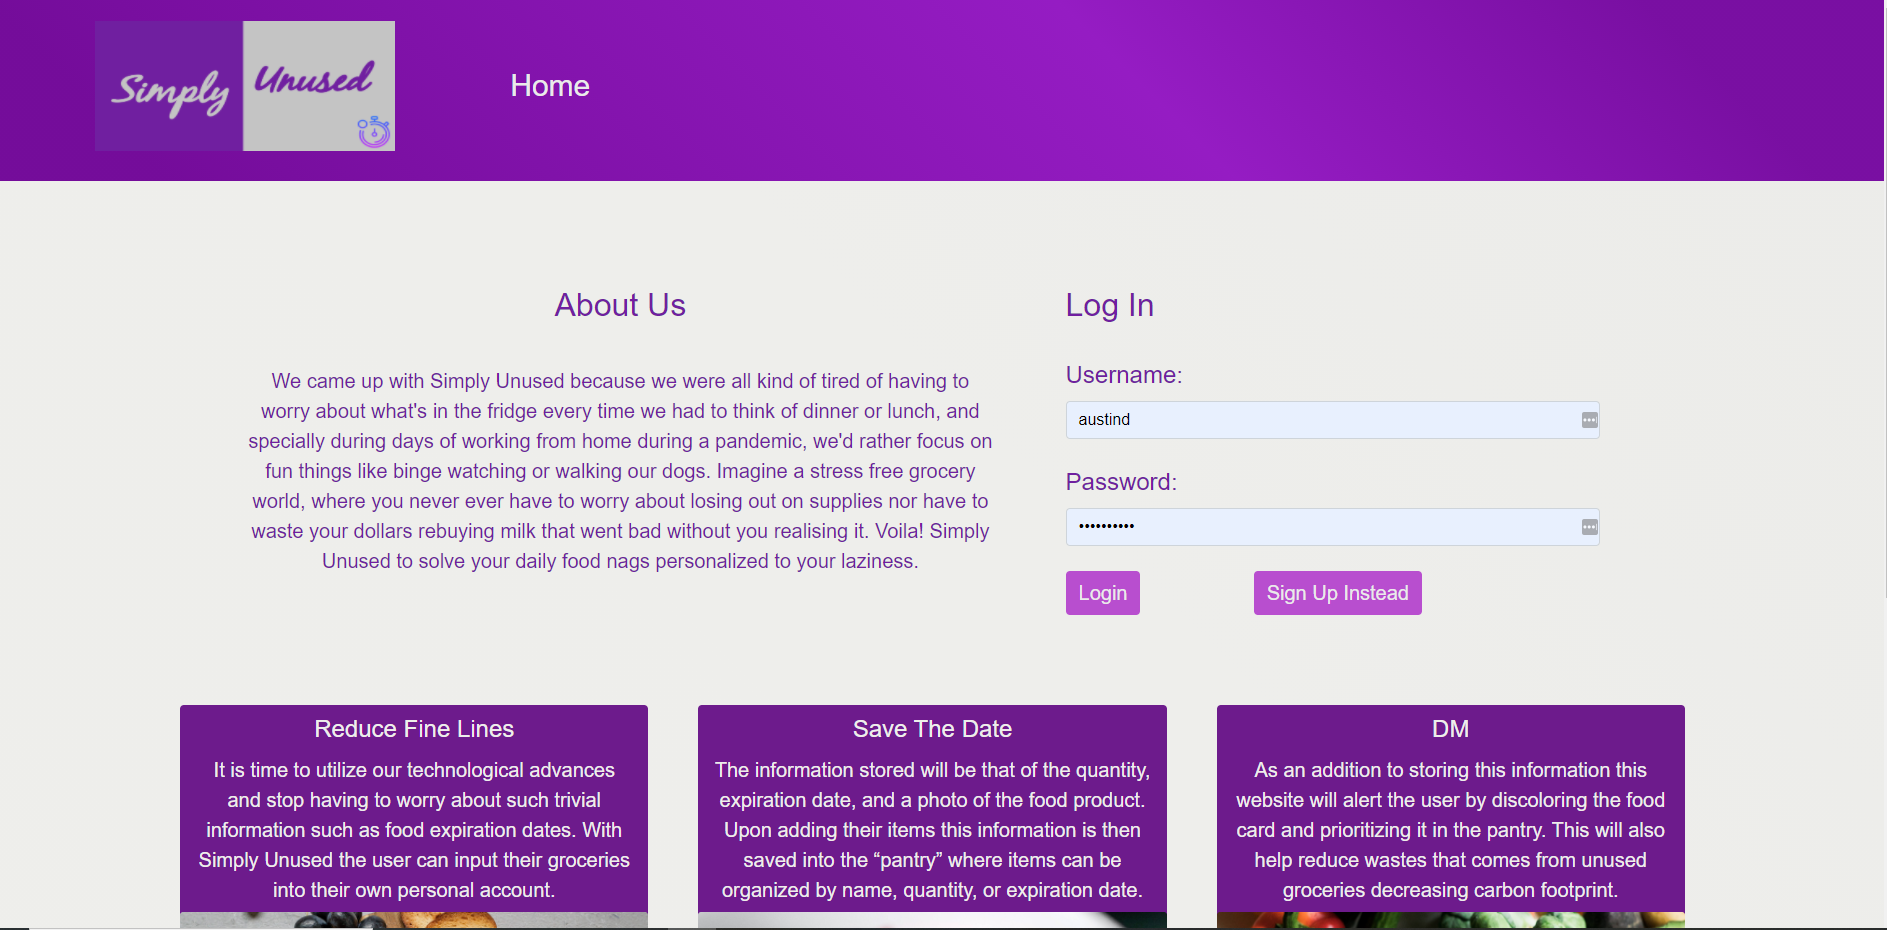 Simply Unused
Home
About Us
We came up with Simply Unused because we were all kind of tired of having to
worry about what's in the fridge every time we had to think of dinner or lunch, and
specially during days of working from home during a pandemic, we'd rather focus on
fun things like binge watching or walking our dogs. Imagine a stress free grocery
world, where you never ever have to worry about losing out on supplies nor have to
waste your dollars rebuying milk that went bad without you realising it. Voila! Simply
Unused to solve your daily food nags personalized to your laziness.
Log In
Username:
austind
Password:
••••••••••
Login
Sign Up Instead
Reduce Fine Lines
It is time to utilize our technological advances
and stop having to worry about such trivial
information such as food expiration dates. With
Simply Unused the user can input their groceries
into their own personal account.
Save The Date
The information stored will be that of the quantity,
expiration date, and a photo of the food product.
Upon adding their items this information is then
saved into the “pantry” where items can be
organized by name, quantity, or expiration date.
DM
As an addition to storing this information this
website will alert the user by discoloring the food
card and prioritizing it in the pantry. This will also
help reduce wastes that comes from unused
groceries decreasing carbon footprint.